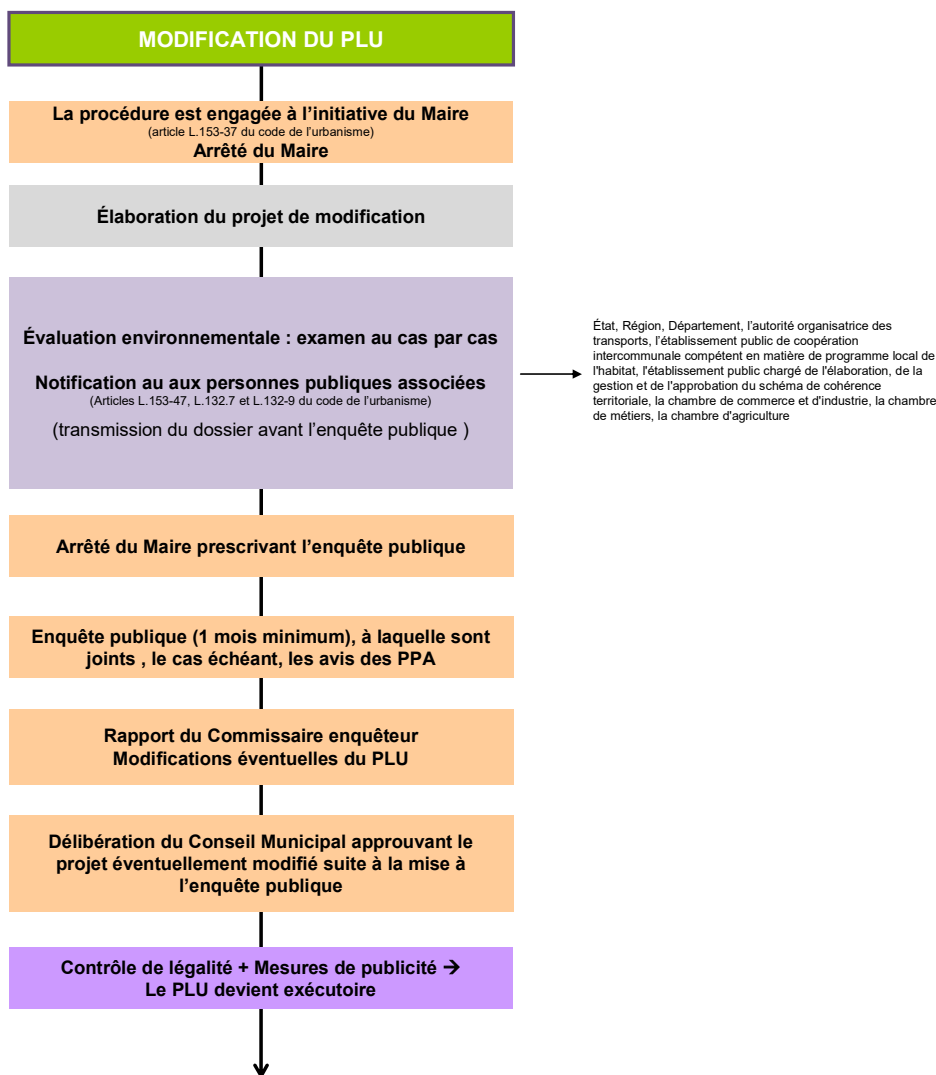 MODIFICATION DU PLU
La procédure est engagée à l’initiative du Maire
(article L.153-37 du code de l’urbanisme)
Arrêté du Maire
Élaboration du projet de modification
Évaluation environnementale : examen au cas par cas
Notification au aux personnes publiques associées
(Articles L.153-47, L.132.7 et L.132-9 du code de l’urbanisme)
(transmission du dossier avant l’enquête publique )
État, Région, Département, l’autorité organisatrice des
transports, l’établissement public de coopération
intercommunale compétent en matière de programme local de
l'habitat, l'établissement public chargé de l'élaboration, de la
gestion et de l'approbation du schéma de cohérence
territoriale, la chambre de commerce et d'industrie, la chambre
de métiers, la chambre d'agriculture
Arrêté du Maire prescrivant l’enquête publique
Enquête publique (1 mois minimum), à laquelle sont
joints , le cas échéant, les avis des PPA
Rapport du Commissaire enquêteur
Modifications éventuelles du PLU
Délibération du Conseil Municipal approuvant le
projet éventuellement modifié suite à la mise à
l’enquête publique
Contrôle de légalité + Mesures de publicité →
Le PLU devient exécutoire